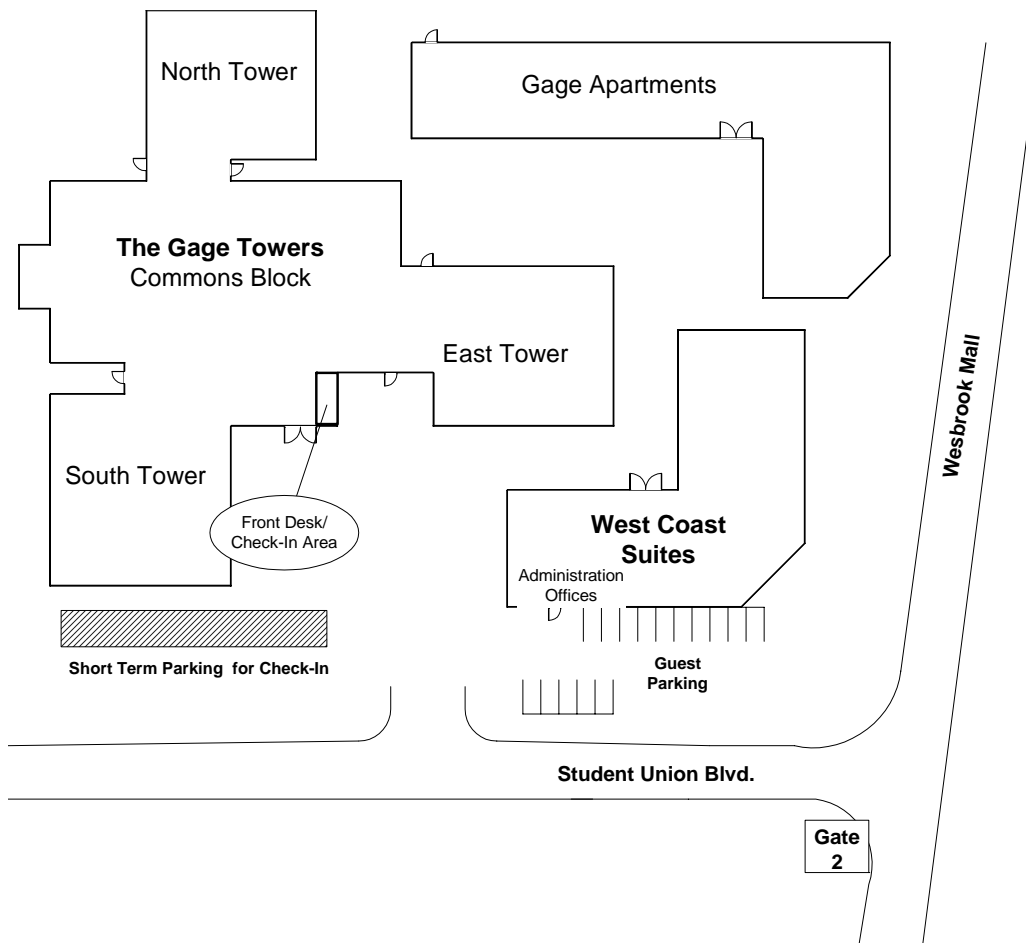 North Tower
Gage Apartments
The Gage Towers
Commons Block
East Tower
Wesbrook Mall
South Tower
Front Desk/
Check-In Area
West Coast
Suites
Administration
Offices
Short Term Parking for Check-In
Guest
Parking
Student Union Blvd.
Gate
2